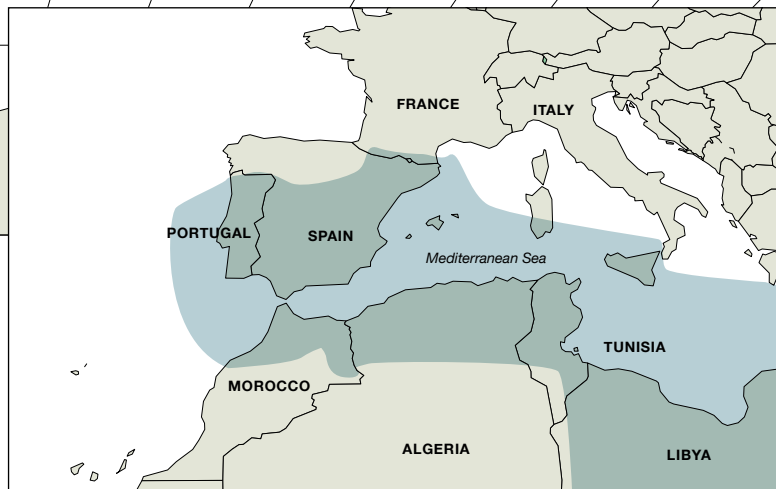 FRANCE
ITALY
PORTUGAL
SPAIN
Mediterranean Sea
TUNISIA
MOROCCO
ALGERIA
LIBYA